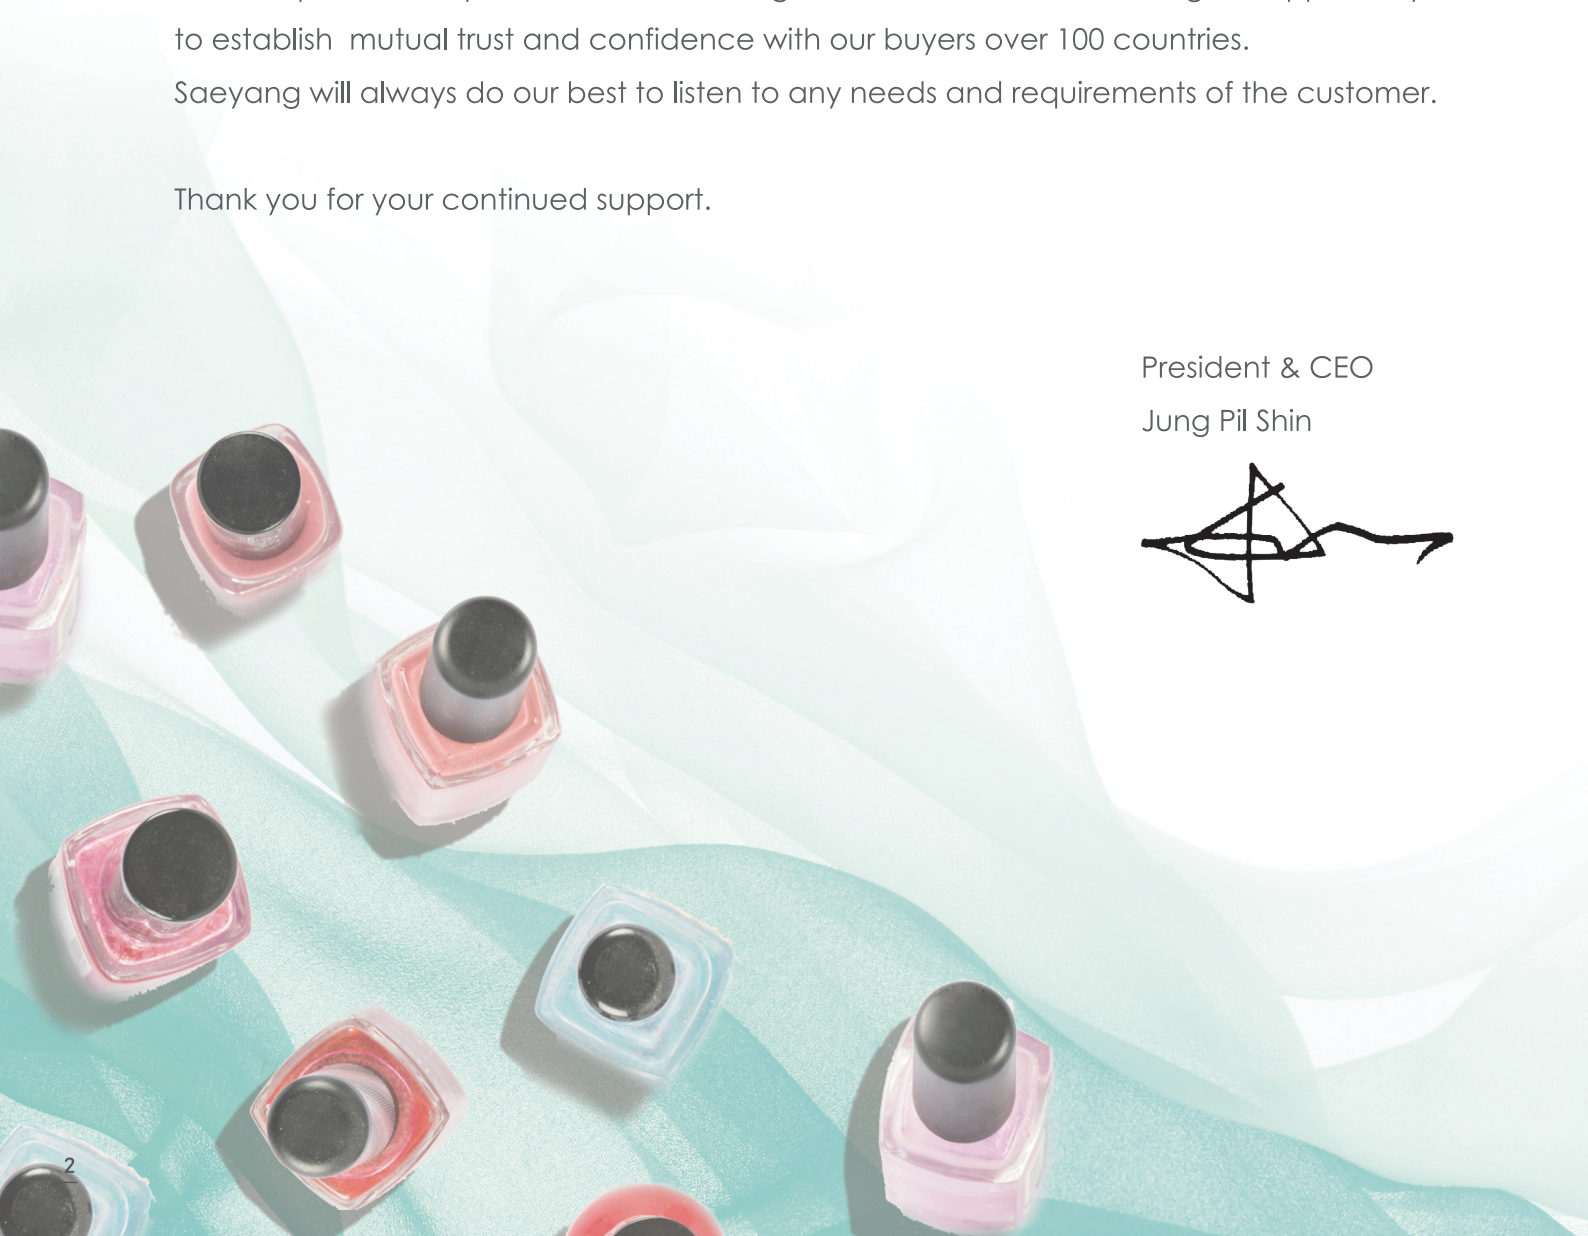 to establish mutual trust and confidence with our buyers over 100 countries.
Saeyang will always do our best to listen to any needs and requirements of the customer.
Thank you for your continued support.
President & CEO
Jung Pil Shin
2